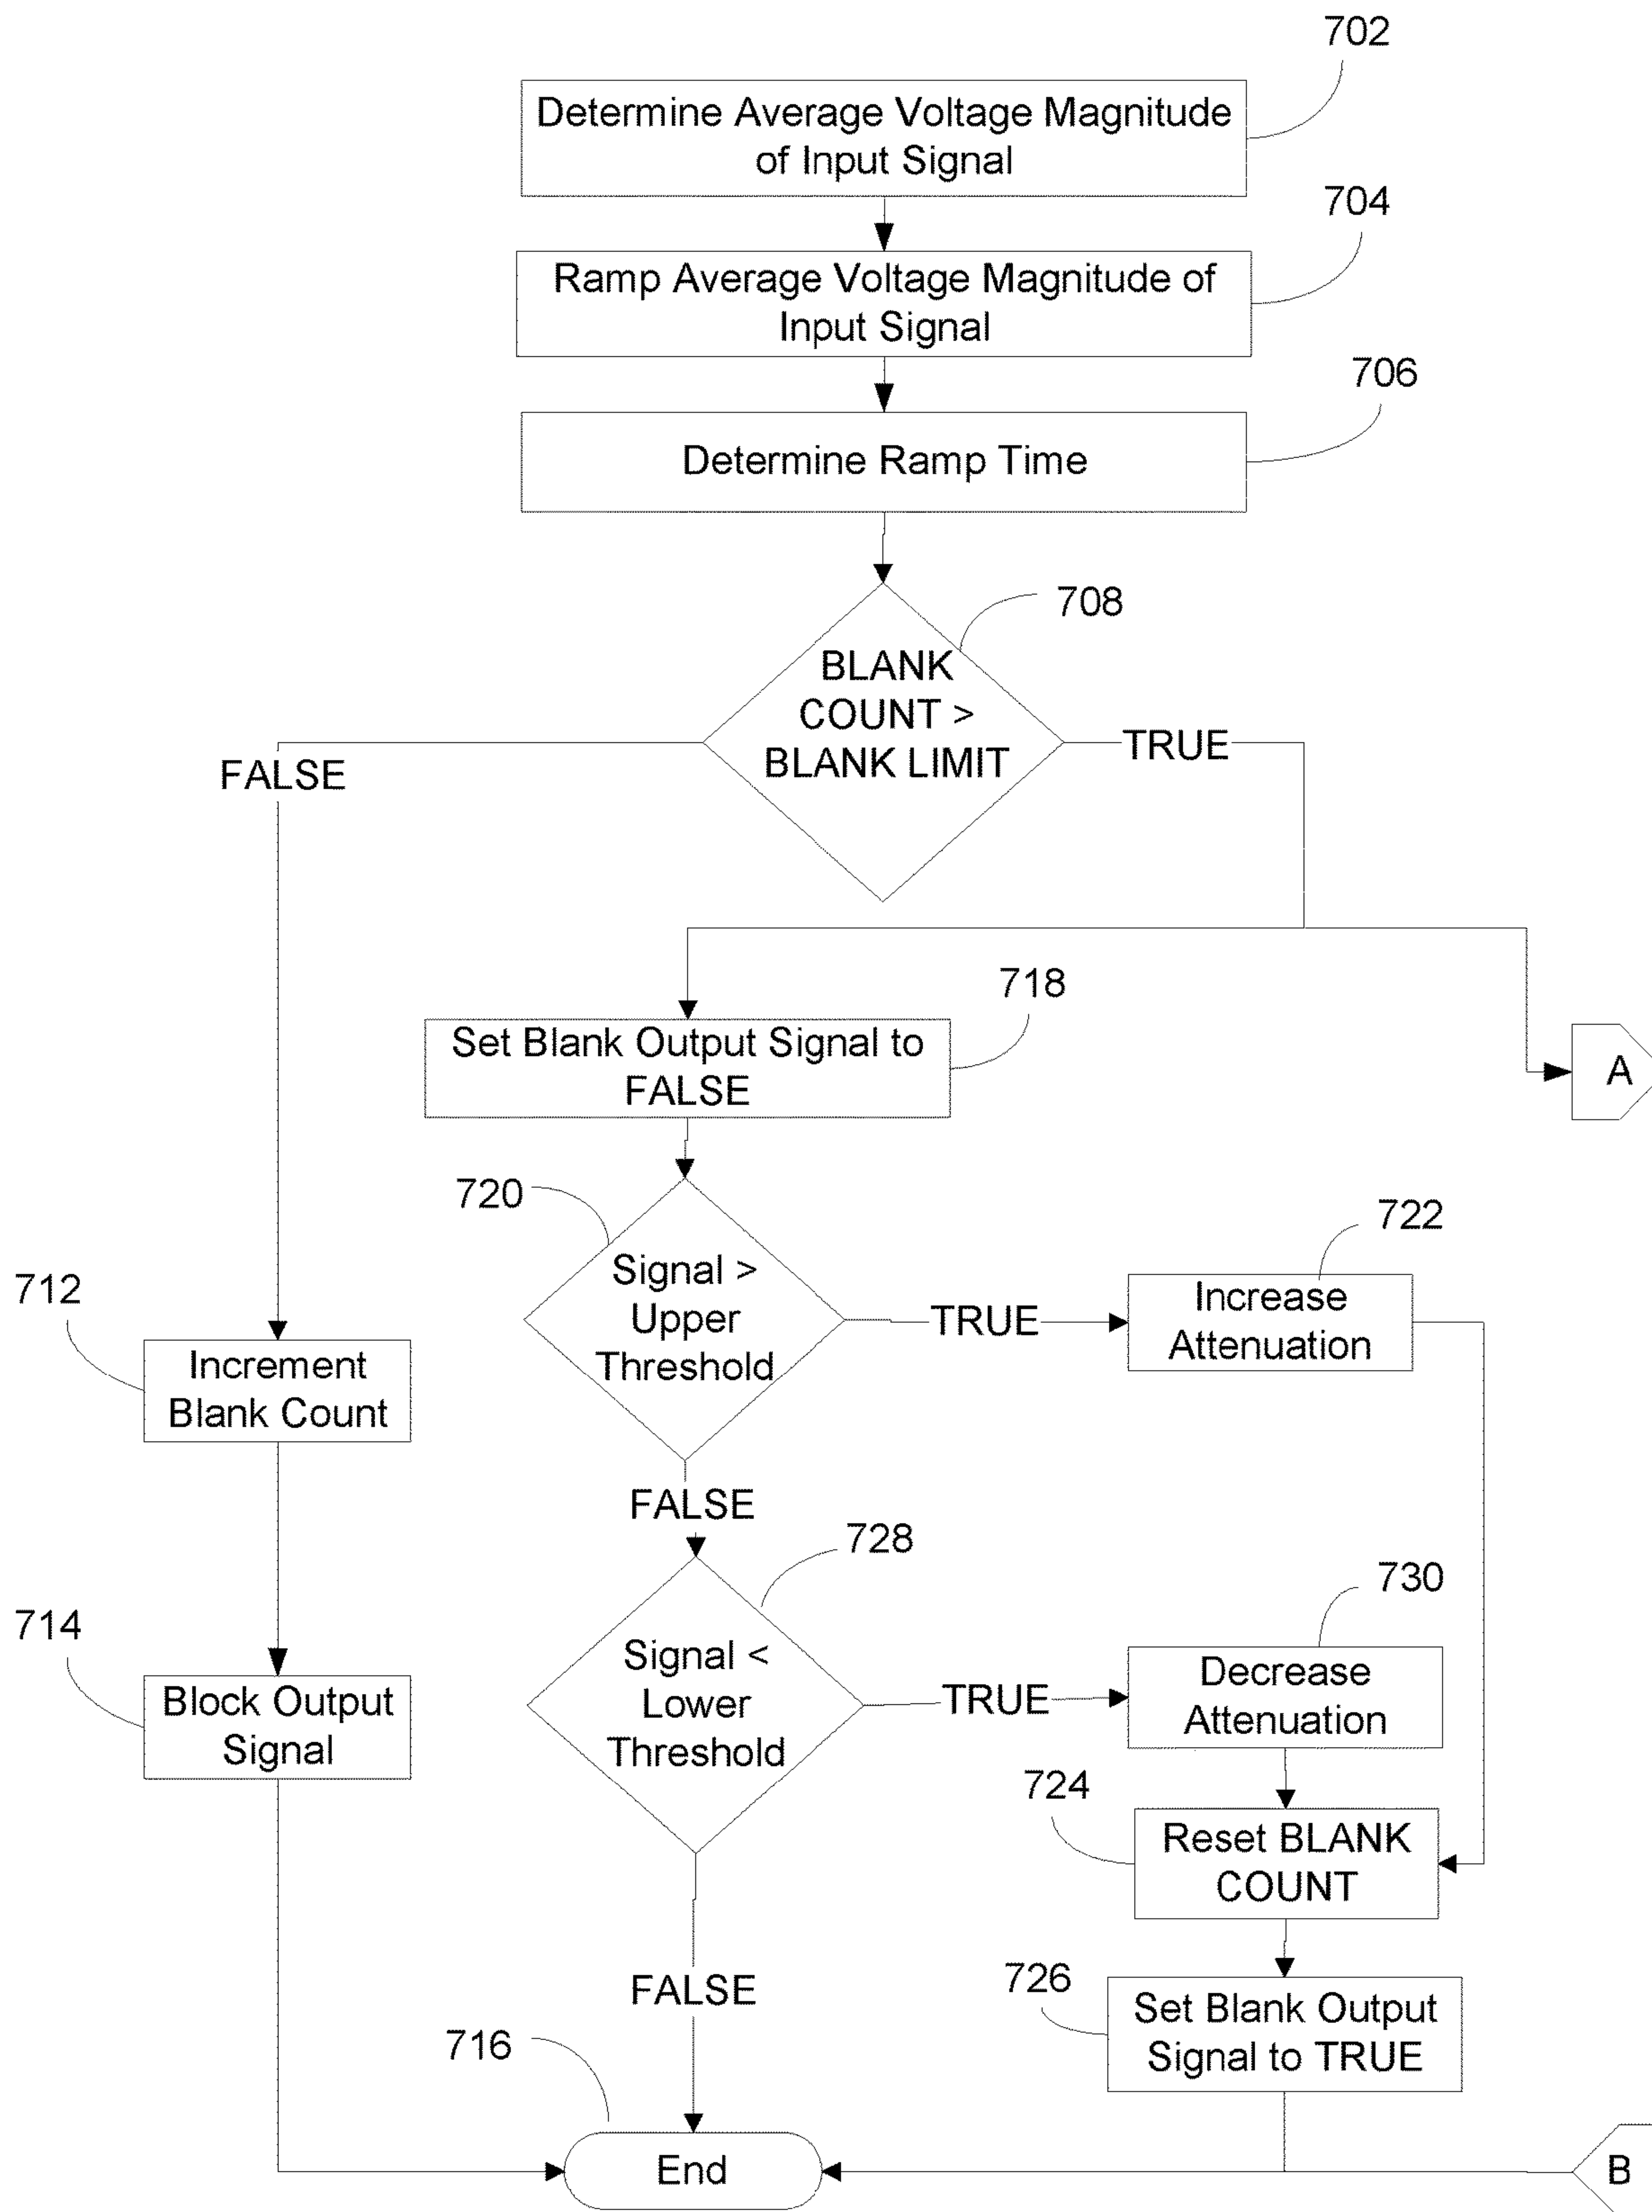 702
Determine Average Voltage Magnitude
of Input Signal
704
Ramp Average Voltage Magnitude of
Input Signal
706
Determine Ramp Time
708
BLANK
COUNT >
BLANK LIMIT
TRUE
FALSE
718
Set Blank Output Signal to
FALSE
A
720
Signal >
Upper
Threshold
TRUE
722
Increase
Attenuation
712
Increment
Blank Count
FALSE
728
Signal <
Lower
Threshold
TRUE
730
Decrease
Attenuation
714
Block Output
Signal
724
Reset BLANK
COUNT
FALSE
726
Set Blank Output
Signal to TRUE
716
End
B